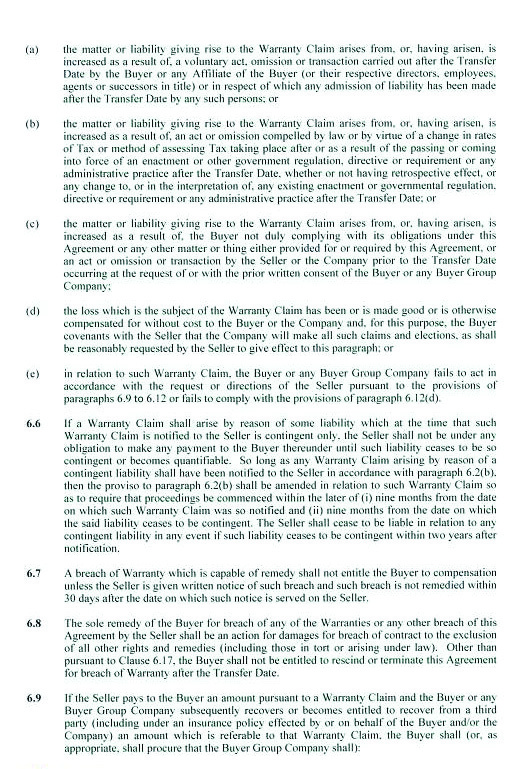 (a) the matter or liability giving rise to the Warranty Claim arises from, or, having arisen, is
increased as a result of, a voluntary act, omission or transaction carried out after the Transfer
Date by the Buyer or any Affiliate of the Buyer (or their respective directors, employees,
agents or successors in title) or in respect of which any admission of liability has been made
after the Transfer Date by any such persons; or
(b) the matter or liability giving rise to the Warranty Claim arises from, or, having arisen, is
increased as a result of, an act or omission compelled by law or by virtue of a change in rates
of Tax or method of assessing Tax taking place after or as a result of the passing or coming
into force of an enactment or other government regulation, directive or requirement or any
administrative practice after the Transfer Date, whether or not having retrospective effect, or
any change to, or in the interpretation of, any existing enactment or governmental regulation,
directive or requirement or any administrative practice after the Transfer Date; or
(c) the matter or liability giving rise to the Warranty Claim arises from, or, having arisen, is
increased as a result of, the Buyer not duly complying with its obligations under this
Agreement or any other matter or thing either provided for or required by this Agreement, or
an act or omission or transaction by the Seller or the Company prior to the Transfer Date
occurring at the request of or with the prior written consent of the Buyer or any Buyer Group
Company;
(d) the loss which is the subject of the Warranty Claim has been or is made good or is otherwise
compensated for without cost to the Buyer or the Company and, for this purpose, the Buyer
covenants with the Seller that the Company will make all such claims and elections, as shall
be reasonably requested by the Seller to give effect to this paragraph; or
(e) in relation to such Warranty Claim, the Buyer or any Buyer Group Company fails to act in
accordance with the request or directions of the Seller pursuant to the provisions of
paragraphs 6.9 to 6.12 or fails to comply with the provisions of paragraph 6.12(d).
6.6 If a Warranty Claim shall arise by reason of some liability which at the time that such
Warranty Claim is notified to the Seller is contingent only, the Seller shall not be under any
obligation to make any payment to the Buyer thereunder until such liability ceases to be so
contingent or becomes quantifiable. So long as any Warranty Claim arising by reason of a
contingent liability shall have been notified to the Seller in accordance with paragraph 6.2(b),
then the proviso to paragraph 6.2(b) shall be amended in relation to such Warranty Claim so
as to require that proceedings be commenced within the later of (i) nine months from the date
on which such Warranty Claim was so notified and (ii) nine months from the date on which
the said liability ceases to be contingent. The Seller shall cease to be liable in relation to any
contingent liability in any event if such liability ceases to be contingent within two years after
notification.
6.7 A breach of Warranty which is capable of remedy shall not entitle the Buyer to compensation
unless the Seller is given written notice of such breach and such breach is not remedied within
30 days after the date on which such notice is served on the Seller.
6.8 The sole remedy of the Buyer for breach of any of the Warranties or any other breach of this
Agreement by the Seller shall be an action for damages for breach of contract to the exclusion
of all other rights and remedies (including those in tort or arising under law). Other than
pursuant to Clause 6.17, the Buyer shall not be entitled to rescind or terminate this Agreement
for breach of Warranty after the Transfer Date.
6.9 If the Seller pays to the Buyer an amount pursuant to a Warranty Claim and the Buyer or any
Buyer Group Company subsequently recovers or becomes entitled to recover from a third
party (including under an insurance policy effected by or on behalf of the Buyer and/or the
Company) an amount which is referable to that Warranty Claim, the Buyer shall (or, as
appropriate, shall procure that the Buyer Group Company shall):